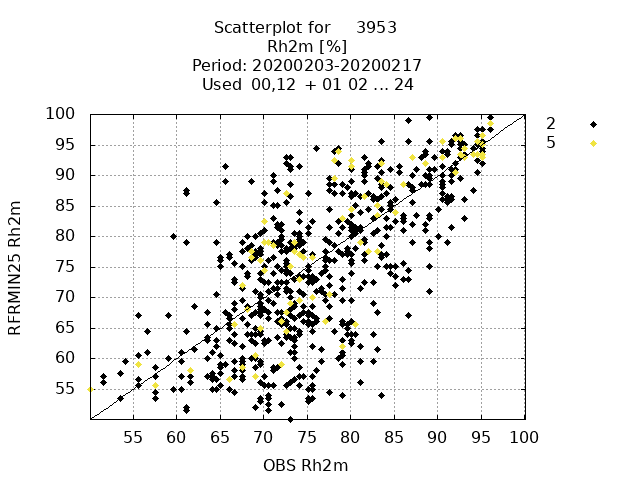 Scatterplot for 3953
Rh2m [%]
Period: 20200203-20200217
Used 00,12 + 01 02 ... 24
2
5
100
95
90
85
80
75
70
65
60
55
RFRMIN25 Rh2m
55 60 65 70 75 80 85 90 95 100
OBS Rh2m